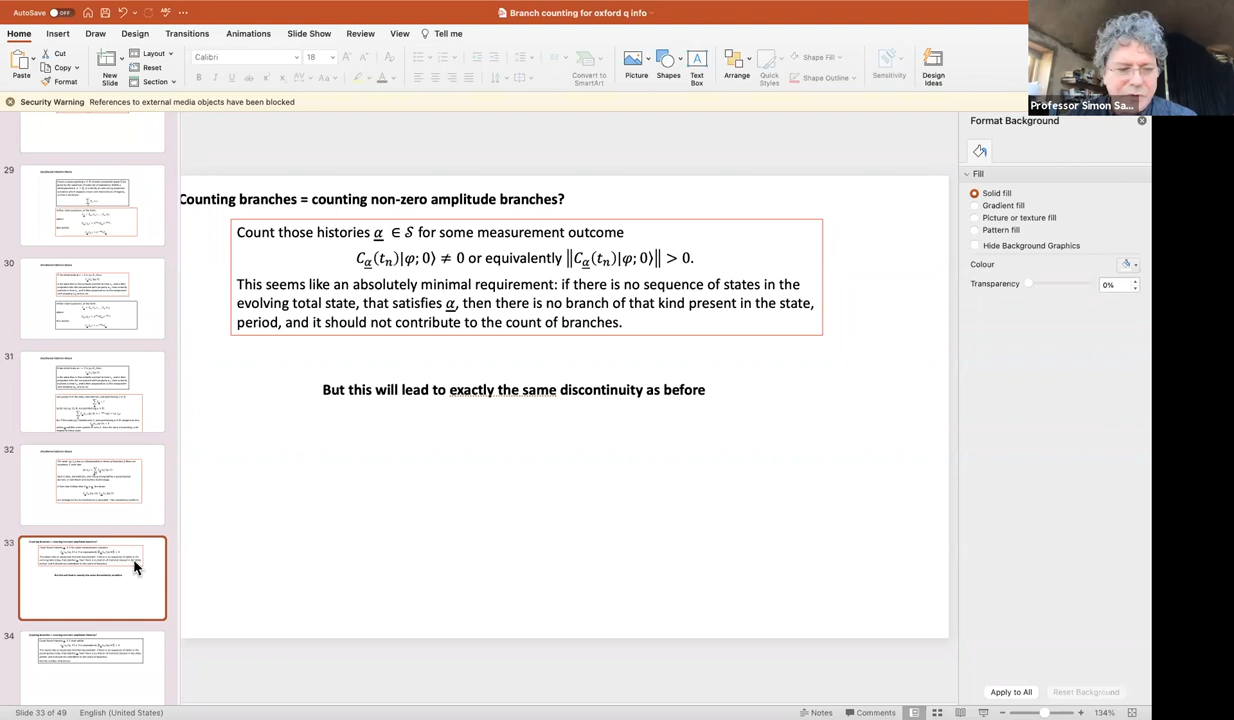 AutoSave OFF
Branch counting for oxford q info
Home Insert Draw Design Transitions Animations Slide Show Review View Tell me
Paste
Cut
Copy
Format
New Slide
Layout
Reset
Section
Calibri 18
Convert to SmartArt
Picture
Shapes
Text Box
Arrange
Quick Styles
Shape Fill
Shape Outline
Sensitivity
Design Ideas
Security Warning References to external media objects have been blocked
Professor Simon Sa...
Format Background
Fill
Solid fill
Gradient fill
Picture or texture fill
Pattern fill
Hide Background Graphics
Colour
Transparency 0%
29
30
31
32
33
34
Counting branches = counting non-zero amplitude branches?
Count those histories α ∈ 𝒮 for some measurement outcome
C_α(t_n)|φ; 0⟩ ≠ 0 or equivalently ‖C_α(t_n)|φ; 0⟩‖ > 0.
This seems like an absolutely minimal requirement: if there is no sequence of states in the
evolving total state, that satisfies α, then there is no branch of that kind present in the state,
period, and it should not contribute to the count of branches.
But this will lead to exactly the same discontinuity as before
Apply to All Reset Background
Slide 33 of 49 English (United States) Notes Comments 134%